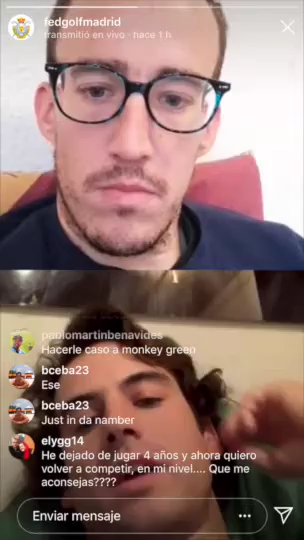 fedgolfmadrid
transmitió en vivo · hace 1 h
pablomartinbenavides
Hacerle caso a monkey green
bceba23
Ese
bceba23
Just in da namber
elygg14
He dejado de jugar 4 años y ahora quiero
volver a competir, en mi nivel.... Que me
aconsejas????
Enviar mensaje